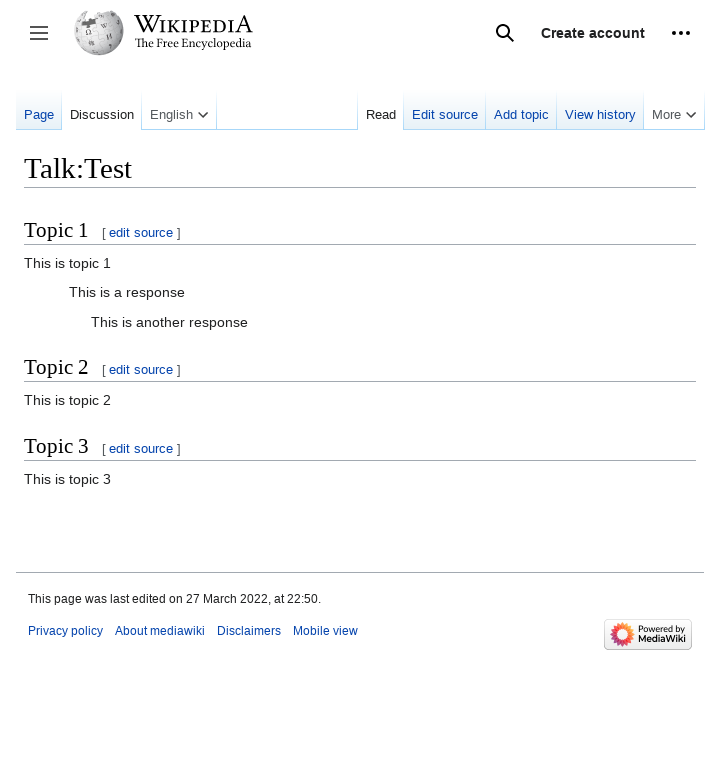 WIKIPEDIA
The Free Encyclopedia
Create account
Page Discussion English Read Edit source Add topic View history More
Talk:Test
Topic 1 [ edit source ]
This is topic 1
This is a response
This is another response
Topic 2 [ edit source ]
This is topic 2
Topic 3 [ edit source ]
This is topic 3
This page was last edited on 27 March 2022, at 22:50.
Privacy policy About mediawiki Disclaimers Mobile view
Powered by
MediaWiki